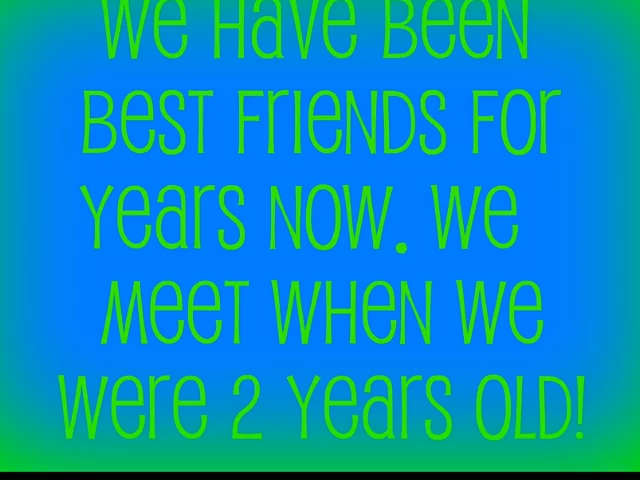 We Have Been
Best Friends For
Years Now. We
Meet When We
Were 2 Years Old!